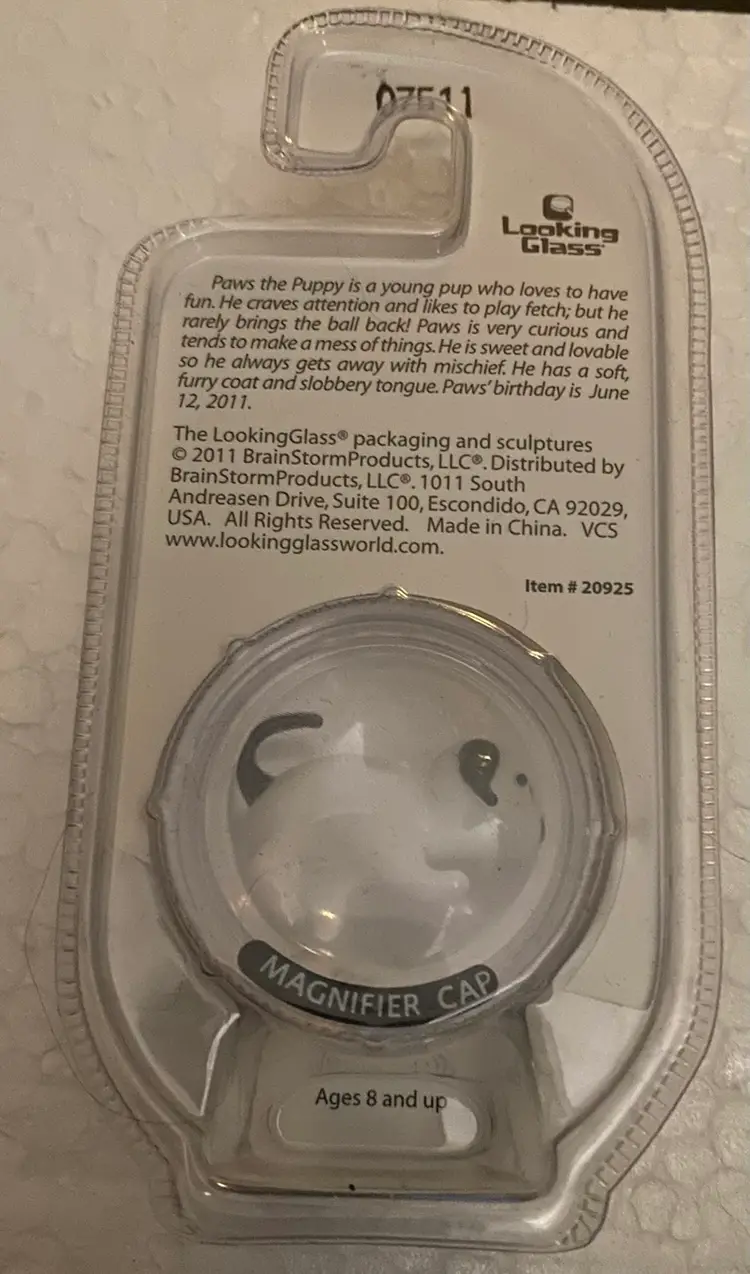 07511
Looking
Glass
Paws the Puppy is a young pup who loves to have
fun. He craves attention and likes to play fetch; but he
rarely brings the ball back! Paws is very curious and
tends to make a mess of things. He is sweet and lovable
so he always gets away with mischief. He has a soft,
furry coat and slobbery tongue. Paws' birthday is June
12, 2011.
The LookingGlass® packaging and sculptures
© 2011 BrainStormProducts, LLC®. Distributed by
BrainStormProducts, LLC®. 1011 South
Andreasen Drive, Suite 100, Escondido, CA 92029,
USA. All Rights Reserved. Made in China. VCS
www.lookingglassworld.com.
Item # 20925
MAGNIFIER CAP
Ages 8 and up